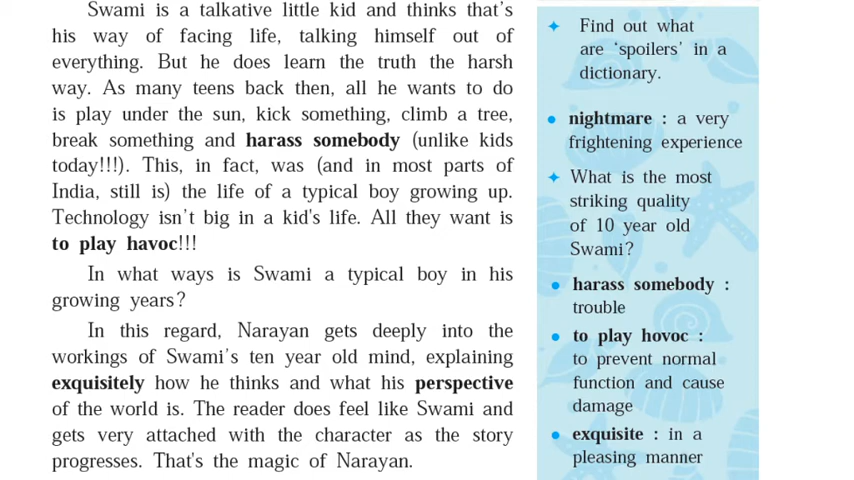 Swami is a talkative little kid and thinks that's
his way of facing life, talking himself out of
everything. But he does learn the truth the harsh
way. As many teens back then, all he wants to do
is play under the sun, kick something, climb a tree,
break something and harass somebody (unlike kids
today!!!). This, in fact, was (and in most parts of
India, still is) the life of a typical boy growing up.
Technology isn't big in a kid's life. All they want is
to play havoc!!!
In what ways is Swami a typical boy in his
growing years?
In this regard, Narayan gets deeply into the
workings of Swami's ten year old mind, explaining
exquisitely how he thinks and what his perspective
of the world is. The reader does feel like Swami and
gets very attached with the character as the story
progresses. That's the magic of Narayan.
✦ Find out what
are 'spoilers' in a
dictionary.
● nightmare : a very
frightening experience
✦ What is the most
striking quality
of 10 year old
Swami?
● harass somebody :
trouble
● to play hovoc :
to prevent normal
function and cause
damage
● exquisite : in a
pleasing manner